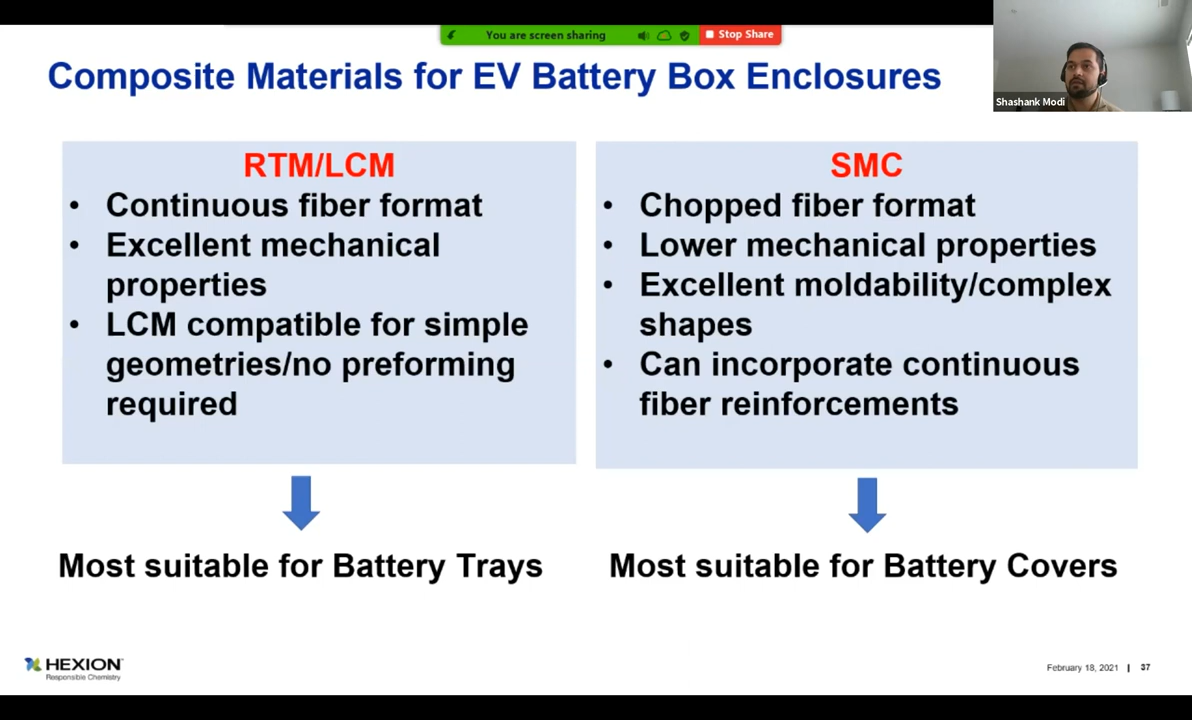 You are screen sharing
Stop Share
Composite Materials for EV Battery Box Enclosures
Shashank Modi
RTM/LCM
• Continuous fiber format
• Excellent mechanical
properties
• LCM compatible for simple
geometries/no preforming
required
SMC
• Chopped fiber format
• Lower mechanical properties
• Excellent moldability/complex
shapes
• Can incorporate continuous
fiber reinforcements
Most suitable for Battery Trays
Most suitable for Battery Covers
HEXION
Responsible Chemistry
February 18, 2021 | 37